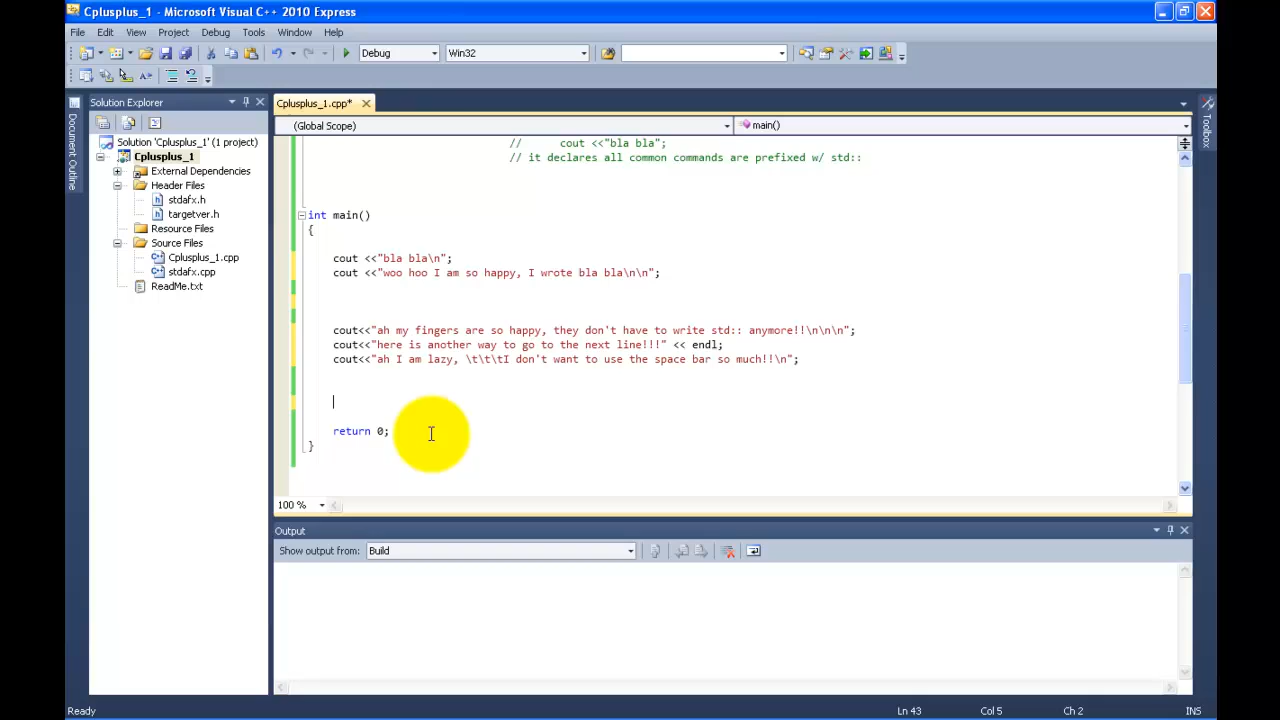 Cplusplus_1 - Microsoft Visual C++ 2010 Express
File Edit View Project Debug Tools Window Help
Debug Win32
Solution Explorer
Cplusplus_1.cpp*
(Global Scope) main()
Document Outline
Toolbox
Solution 'Cplusplus_1' (1 project)
Cplusplus_1
External Dependencies
Header Files
stdafx.h
targetver.h
Resource Files
Source Files
Cplusplus_1.cpp
stdafx.cpp
ReadMe.txt
// cout <<"bla bla";
// it declares all common commands are prefixed w/ std::
int main()
{
cout <<"bla bla\n";
cout <<"woo hoo I am so happy, I wrote bla bla\n\n";
cout<<"ah my fingers are so happy, they don't have to write std:: anymore!!\n\n\n";
cout<<"here is another way to go to the next line!!!" << endl;
cout<<"ah I am lazy, \t\t\tI don't want to use the space bar so much!!\n";
return 0;
}
100 %
Output
Show output from: Build
Ready Ln 43 Col 5 Ch 2 INS